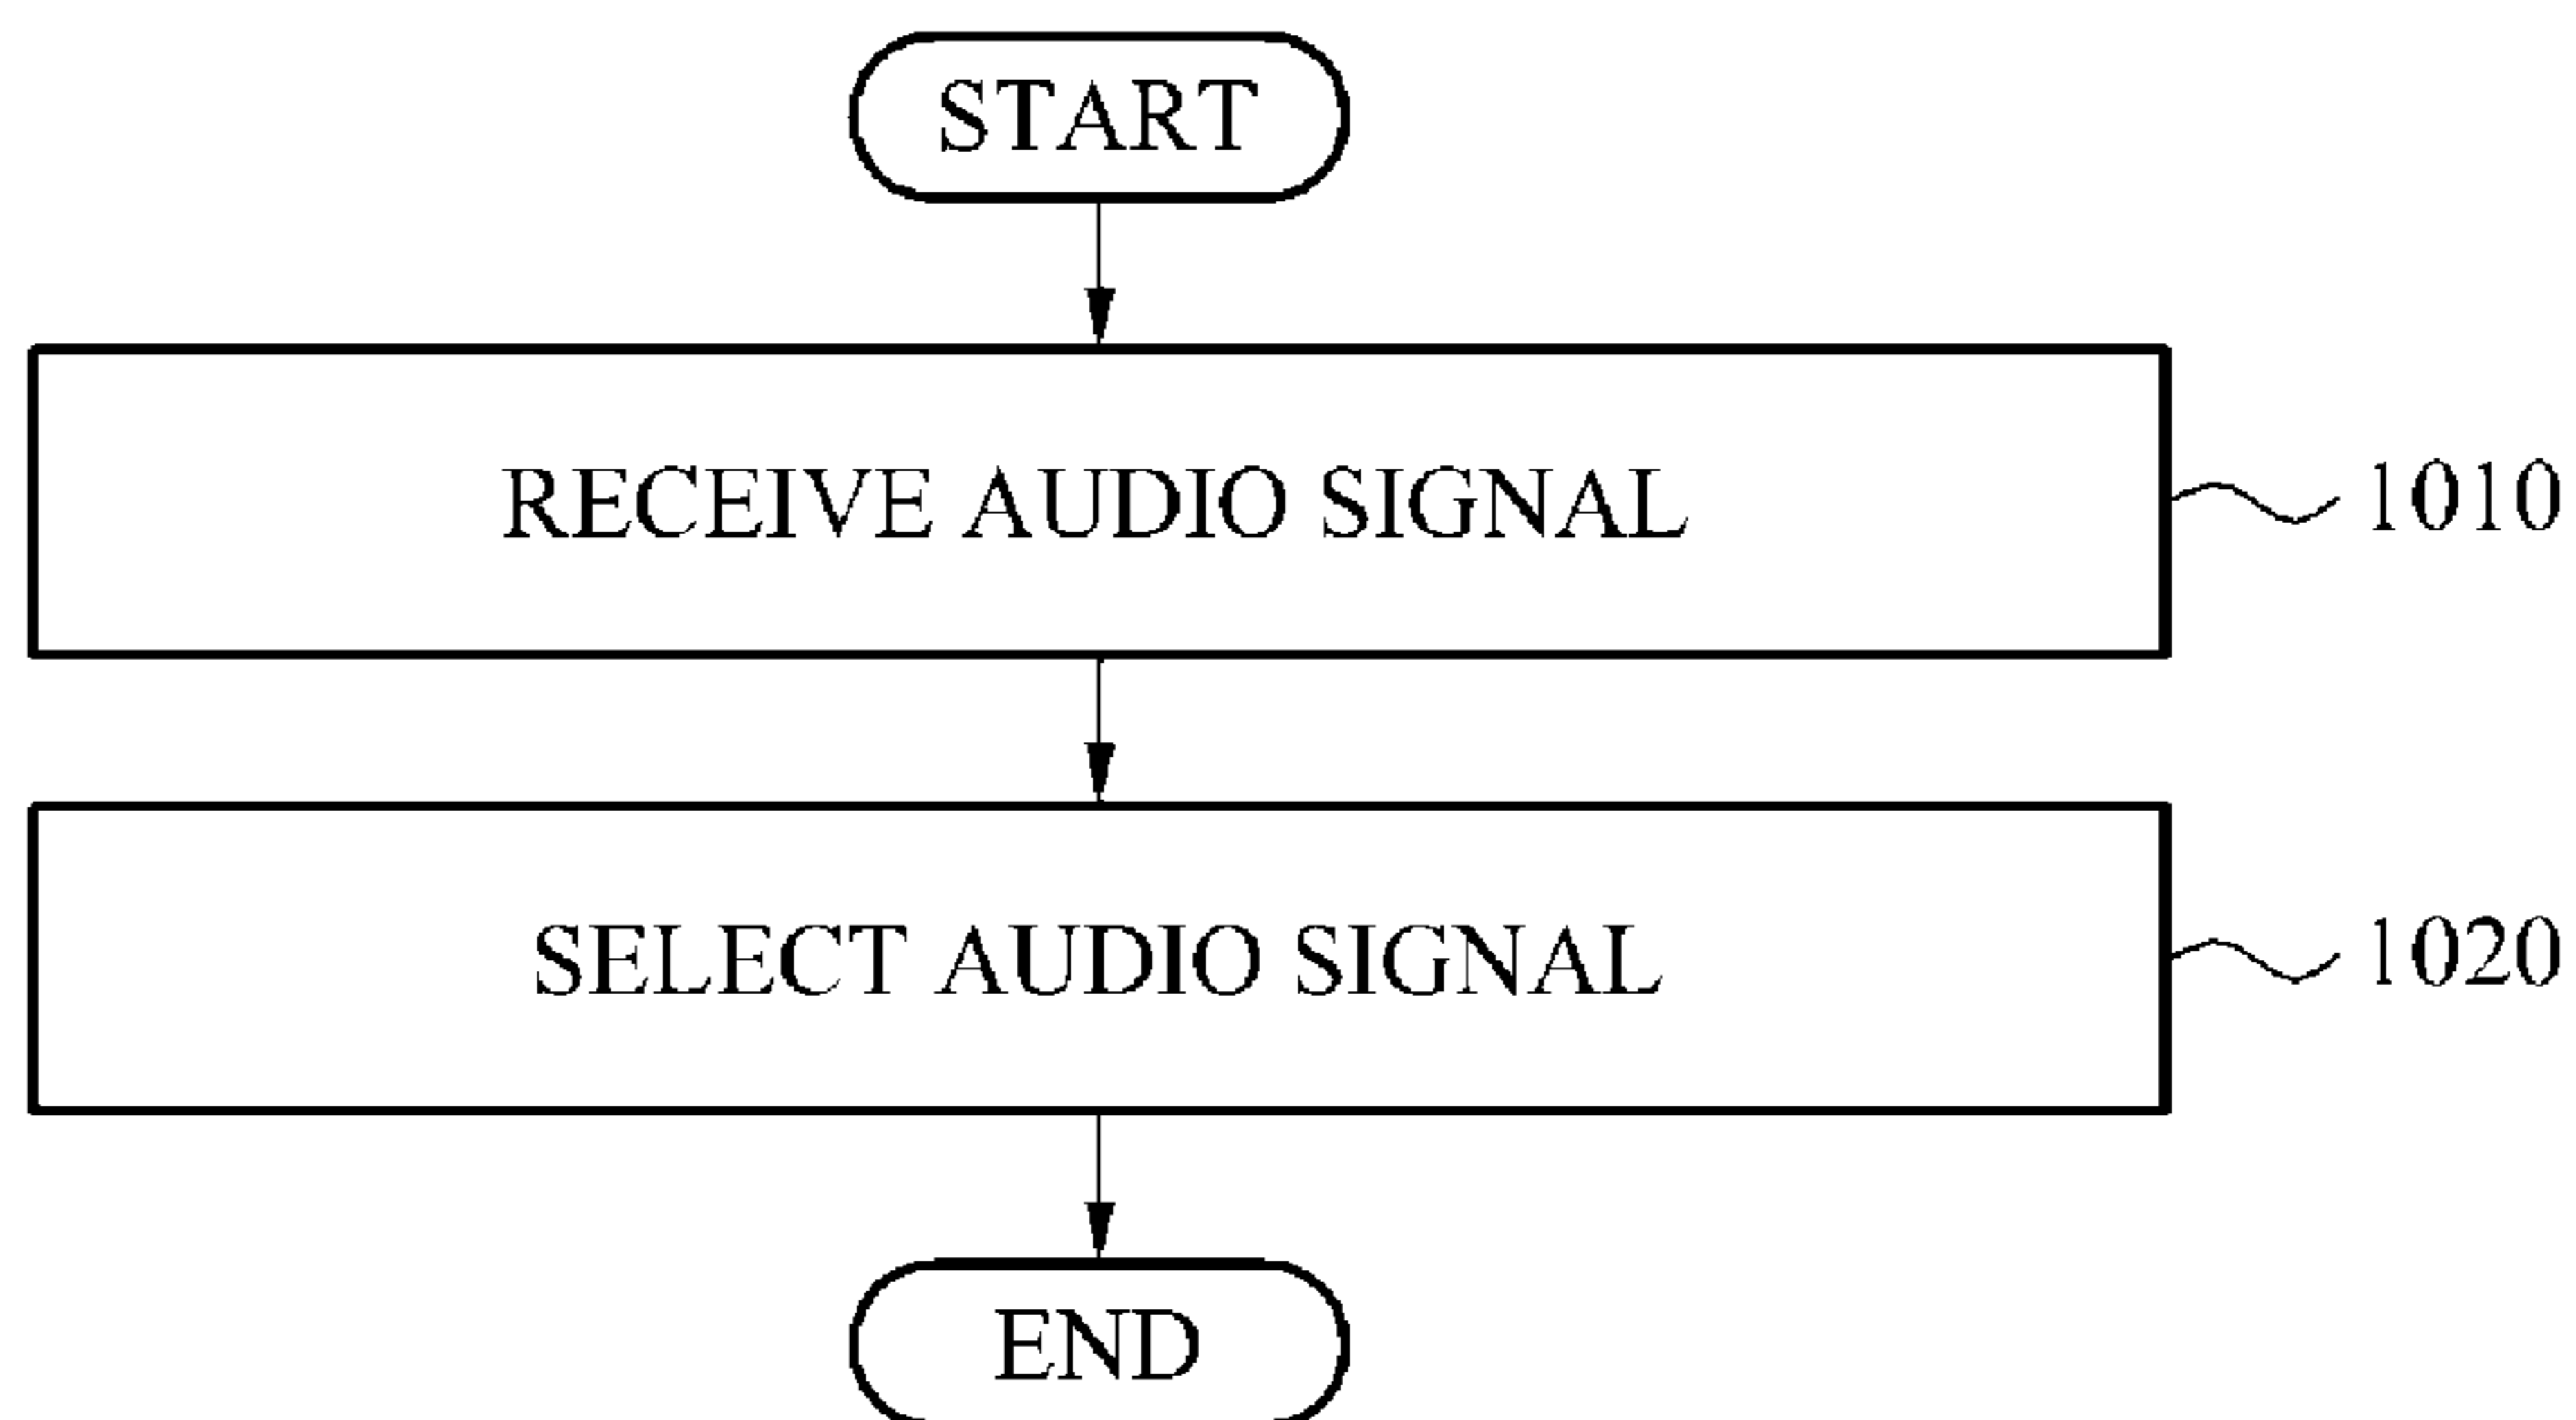 START
RECEIVE AUDIO SIGNAL
1010
SELECT AUDIO SIGNAL
1020
END